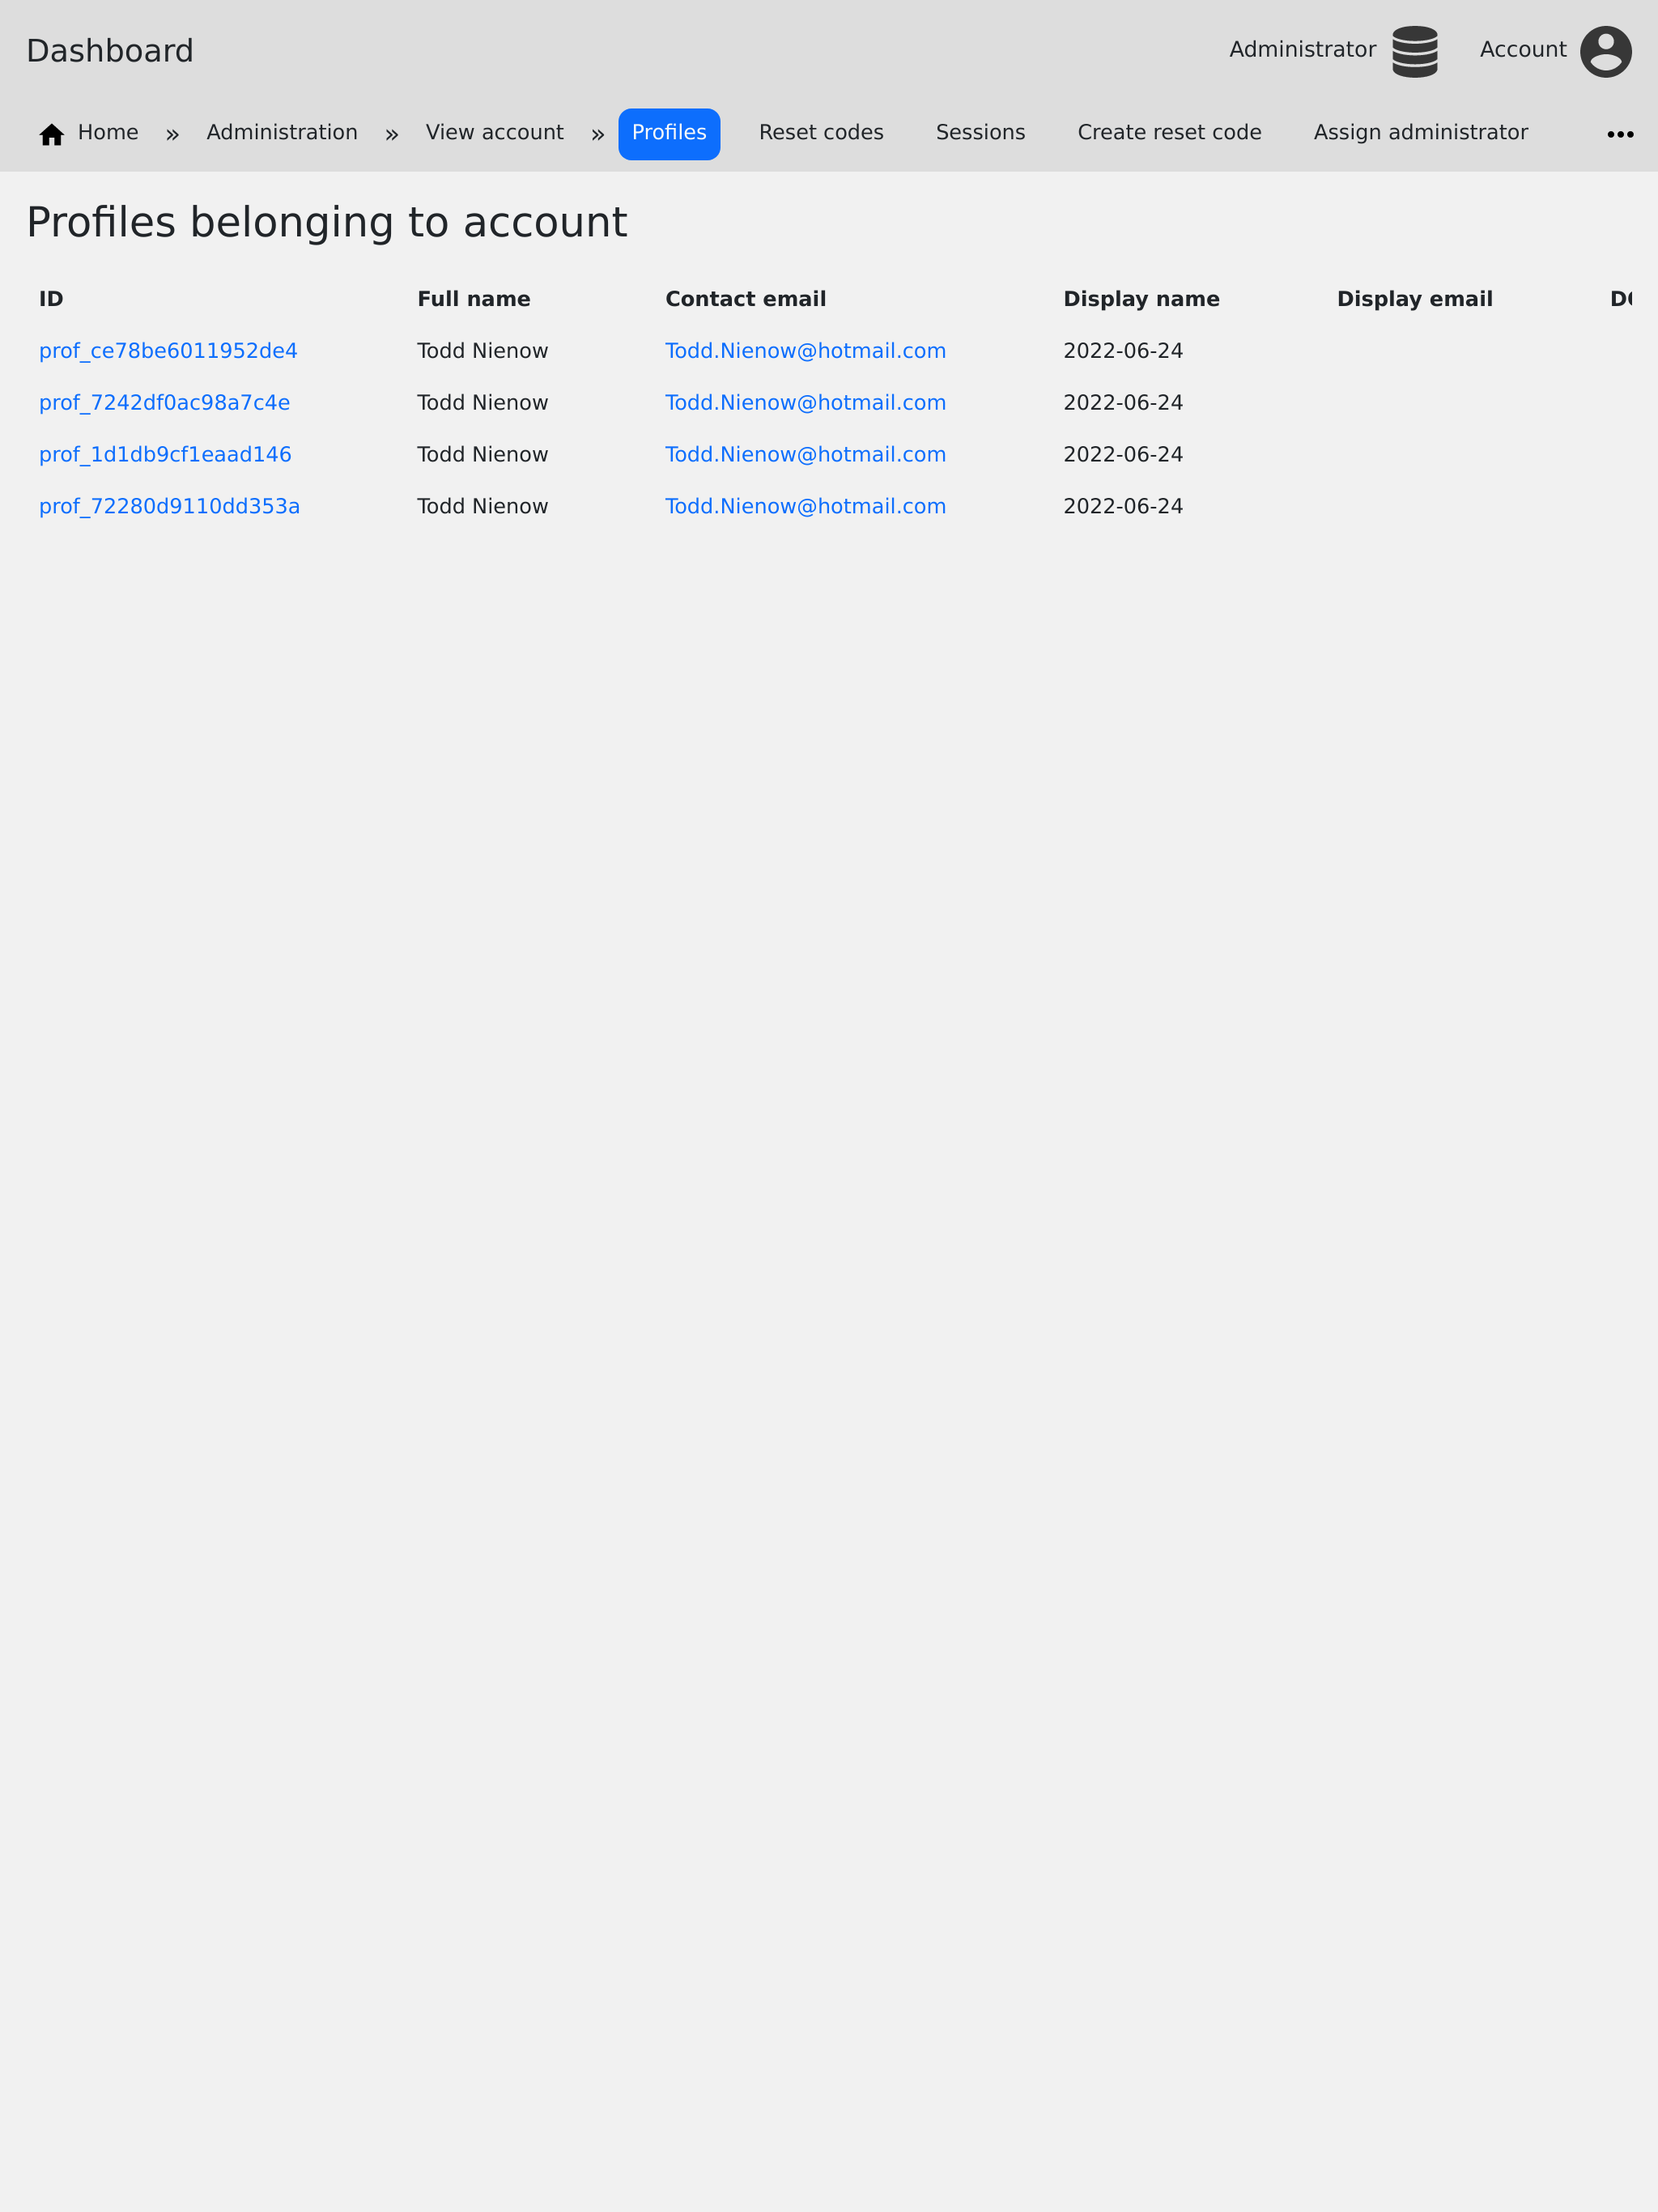 Dashboard Administrator Account
Home » Administration » View account » Profiles Reset codes Sessions Create reset code Assign administrator •••
Profiles belonging to account
ID Full name Contact email Display name Display email
prof_ce78be6011952de4 Todd Nienow Todd.Nienow@hotmail.com 2022-06-24
prof_7242df0ac98a7c4e Todd Nienow Todd.Nienow@hotmail.com 2022-06-24
prof_1d1db9cf1eaad146 Todd Nienow Todd.Nienow@hotmail.com 2022-06-24
prof_72280d9110dd353a Todd Nienow Todd.Nienow@hotmail.com 2022-06-24